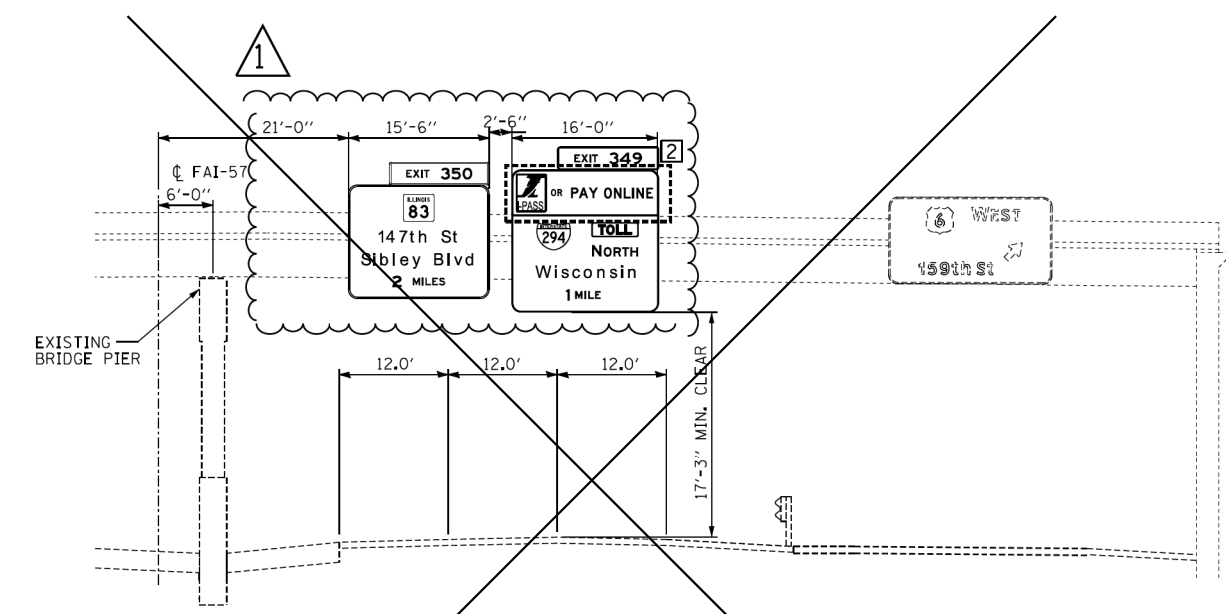 1
21'-0"
15'-6"
2'-6"
16'-0"
℄ FAI-57
6'-0"
EXIT 350
ILLINOIS
83
147th St
Sibley Blvd
2 MILES
EXIT 349
2
I-PASS
OR PAY ONLINE
INTERSTATE
294
TOLL
NORTH
Wisconsin
1 MILE
6
WEST
159th St
EXISTING
BRIDGE PIER
12.0'
12.0'
12.0'
17'-3" MIN. CLEAR